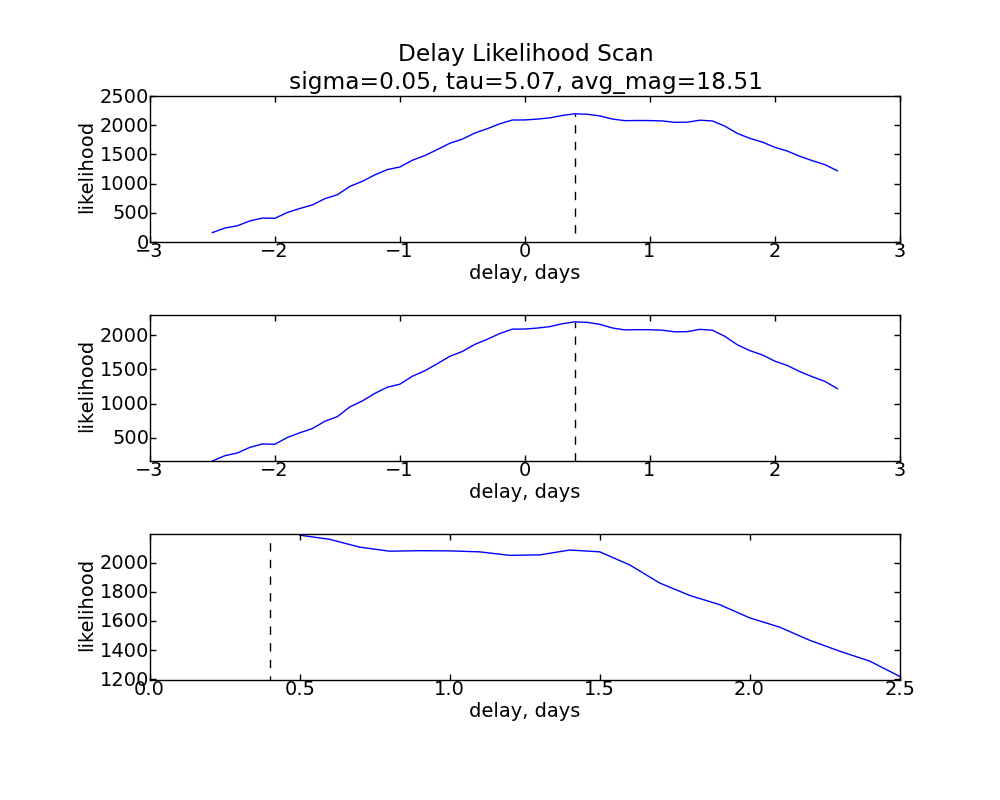 Delay Likelihood Scan
sigma=0.05, tau=5.07, avg_mag=18.51
2500
2000
1500
1000
500
0
likelihood
−3 −2 −1 0 1 2 3
delay, days
2000
1500
1000
500
likelihood
−3 −2 −1 0 1 2 3
delay, days
2000
1800
1600
1400
1200
likelihood
0.0 0.5 1.0 1.5 2.0 2.5
delay, days